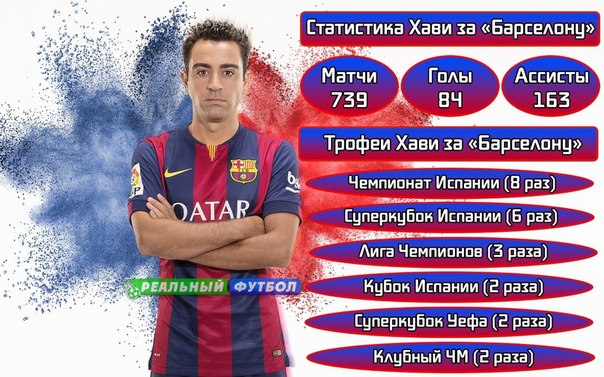 Статистика Хави за «Барселону»
Матчи
739
Голы
84
Ассисты
163
Трофеи Хави за «Барселону»
Чемпионат Испании (8 раз)
Суперкубок Испании (6 раз)
Лига Чемпионов (3 раза)
Кубок Испании (2 раза)
Суперкубок Уефа (2 раза)
Клубный ЧМ (2 раза)
QATAR
РЕАЛЬНЫЙ ФУТБОЛ